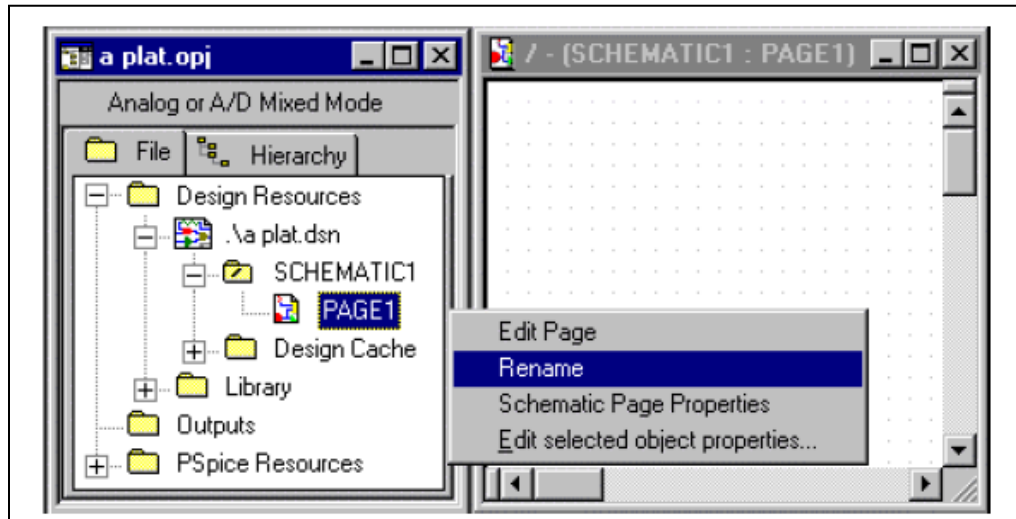 a plat.opj
Analog or A/D Mixed Mode
File Hierarchy
Design Resources
.\a plat.dsn
SCHEMATIC1
PAGE1
Design Cache
Library
Outputs
PSpice Resources
/ - (SCHEMATIC1 : PAGE1)
Edit Page
Rename
Schematic Page Properties
Edit selected object properties...